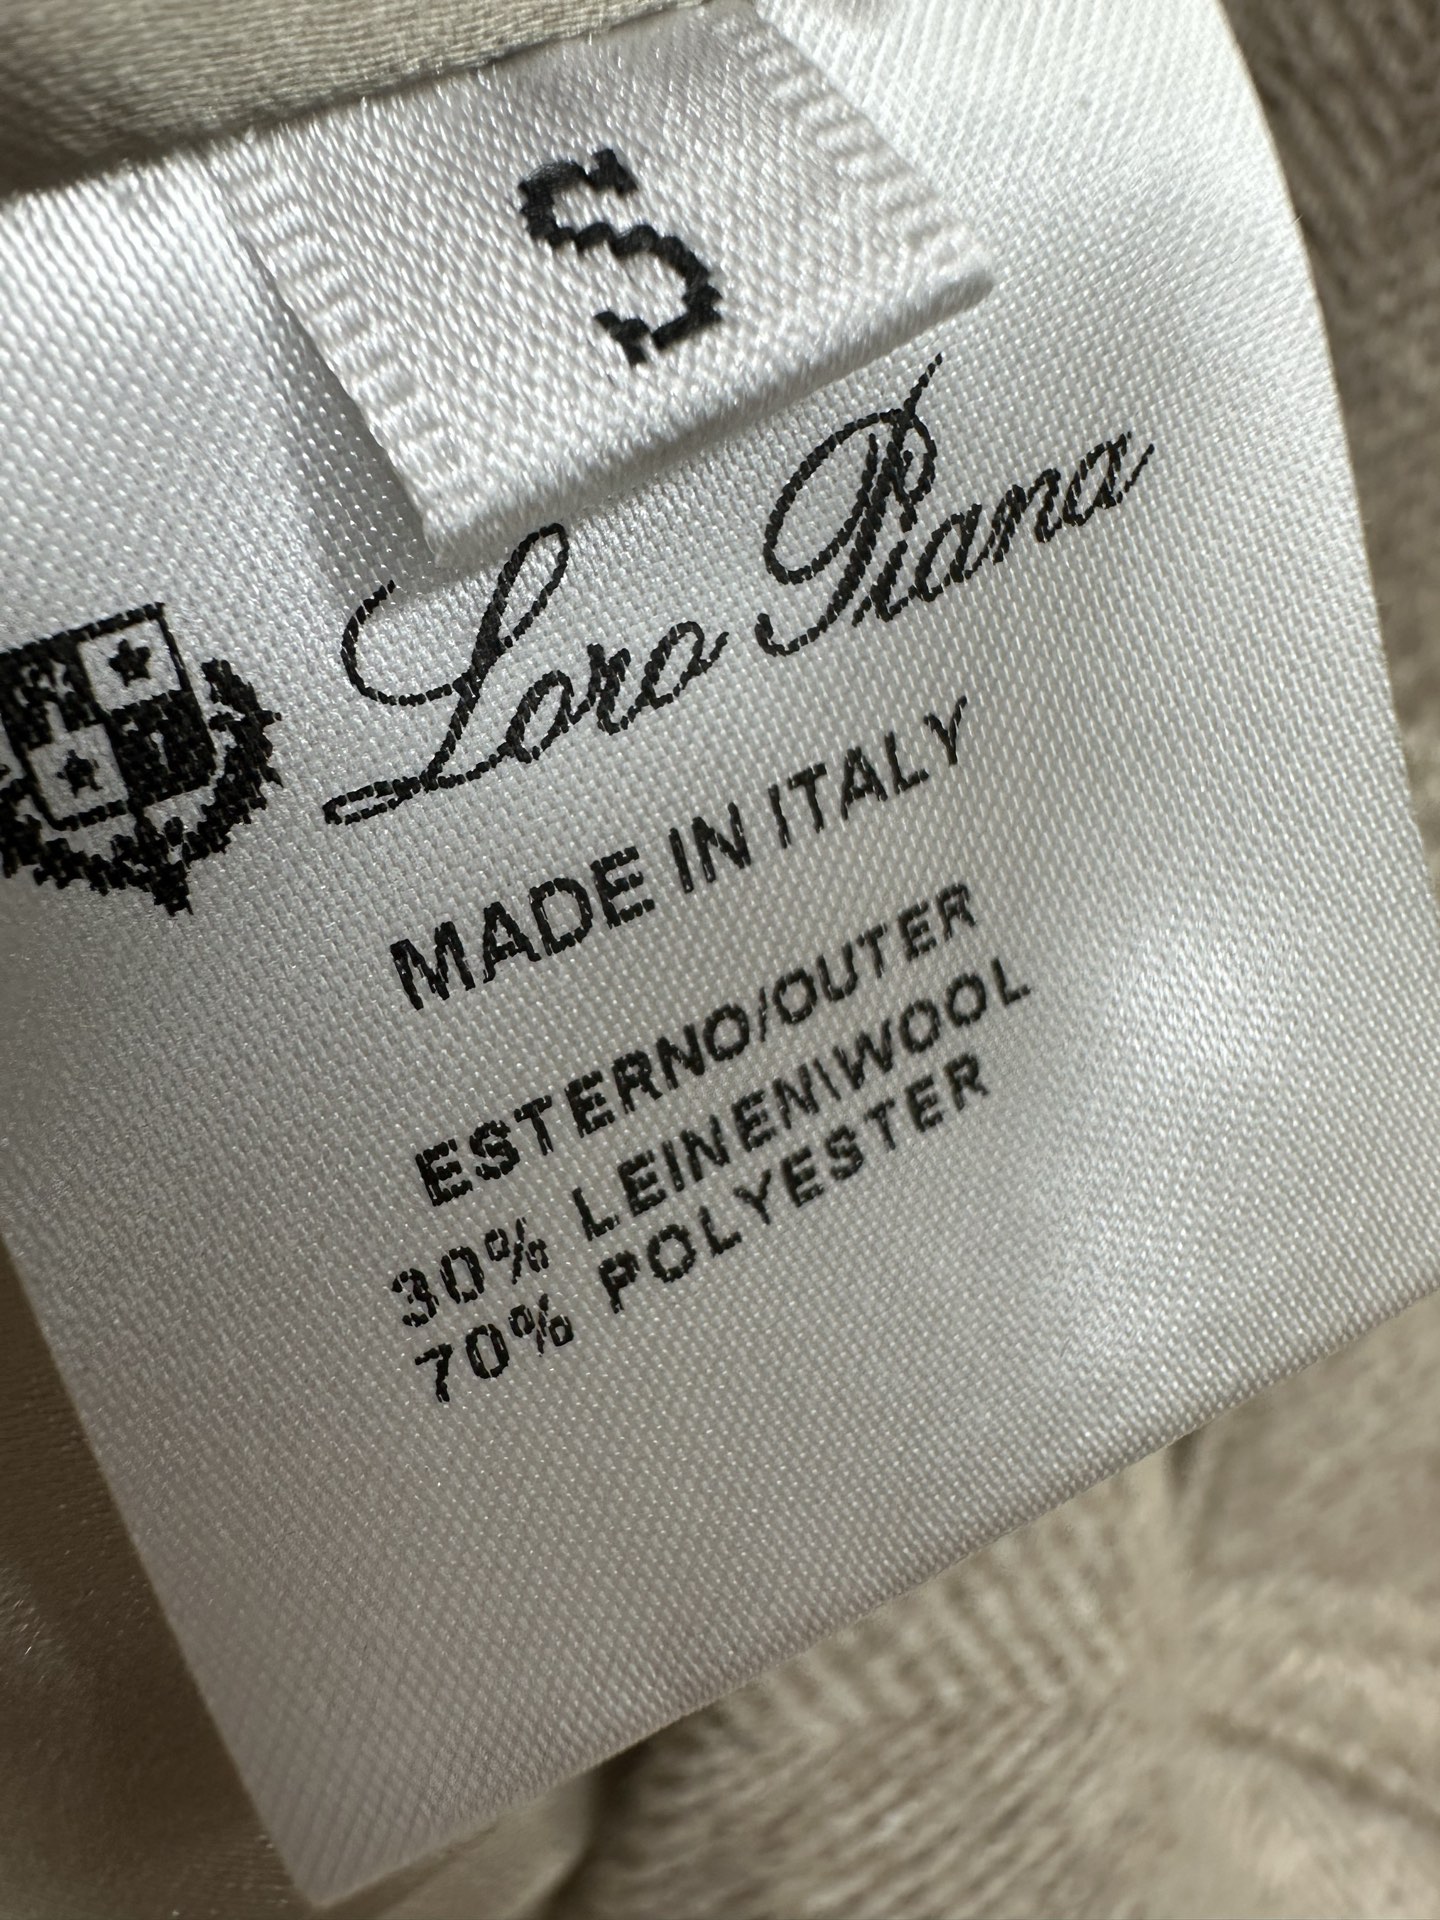 S
Loro Piana
MADE IN ITALY
ESTERNO/OUTER
30% LEINEN\WOOL
70% POLYESTER